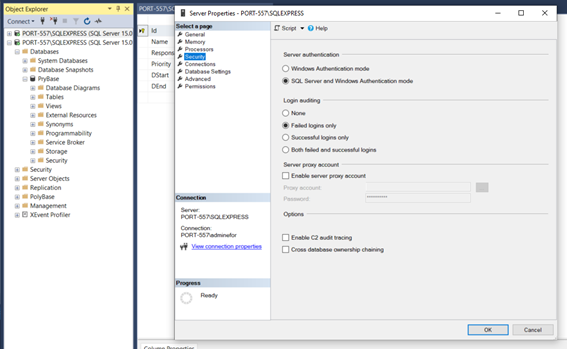 Object Explorer
Connect
PORT-557\SQLEXPRESS (SQL Server 15.0
PORT-557\SQLEXPRESS (SQL Server 15.0
Databases
System Databases
Database Snapshots
PryBase
Database Diagrams
Tables
Views
External Resources
Synonyms
Programmability
Service Broker
Storage
Security
Security
Server Objects
Replication
PolyBase
Management
XEvent Profiler
PORT-557\SQ
Id
Name
Respons
Priority
DStart
DEnd
Column Properties
Server Properties - PORT-557\SQLEXPRESS
Select a page
General
Memory
Processors
Security
Connections
Database Settings
Advanced
Permissions
Connection
Server:
PORT-557\SQLEXPRESS
Connection:
PORT-557\adminefor
View connection properties
Progress
Ready
Script
Help
Server authentication
Windows Authentication mode
SQL Server and Windows Authentication mode
Login auditing
None
Failed logins only
Successful logins only
Both failed and successful logins
Server proxy account
Enable server proxy account
Proxy account:
Password:
Options
Enable C2 audit tracing
Cross database ownership chaining
OK
Cancel